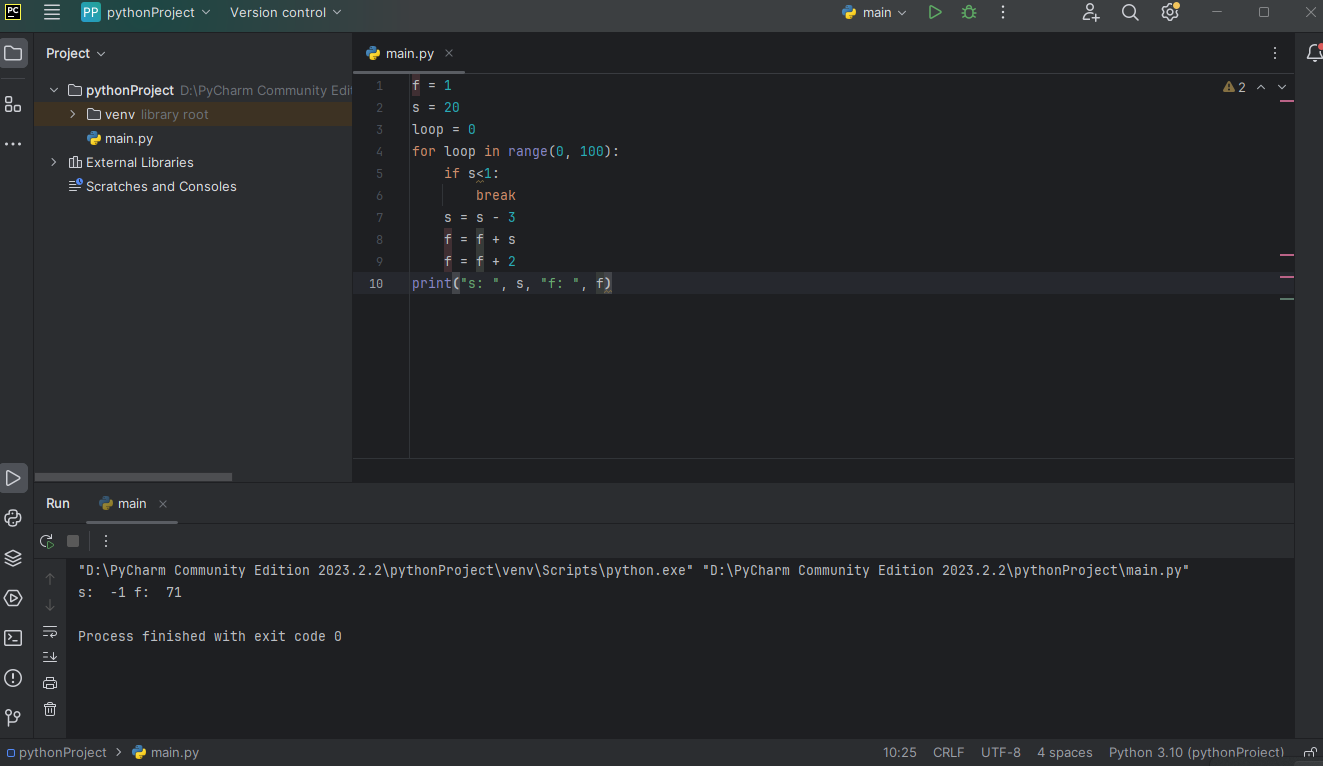 PC PP pythonProject Version control main
Project
main.py
pythonProject D:\PyCharm Community Edi
venv library root
main.py
External Libraries
Scratches and Consoles
1 f = 1
2 s = 20
3 loop = 0
4 for loop in range(0, 100):
5     if s<1:
6         break
7     s = s - 3
8     f = f + s
9     f = f + 2
10 print("s: ", s, "f: ", f)
2
Run main
"D:\PyCharm Community Edition 2023.2.2\pythonProject\venv\Scripts\python.exe" "D:\PyCharm Community Edition 2023.2.2\pythonProject\main.py"
s:  -1 f:  71
Process finished with exit code 0
pythonProject > main.py 10:25 CRLF UTF-8 4 spaces Python 3.10 (pythonProject)